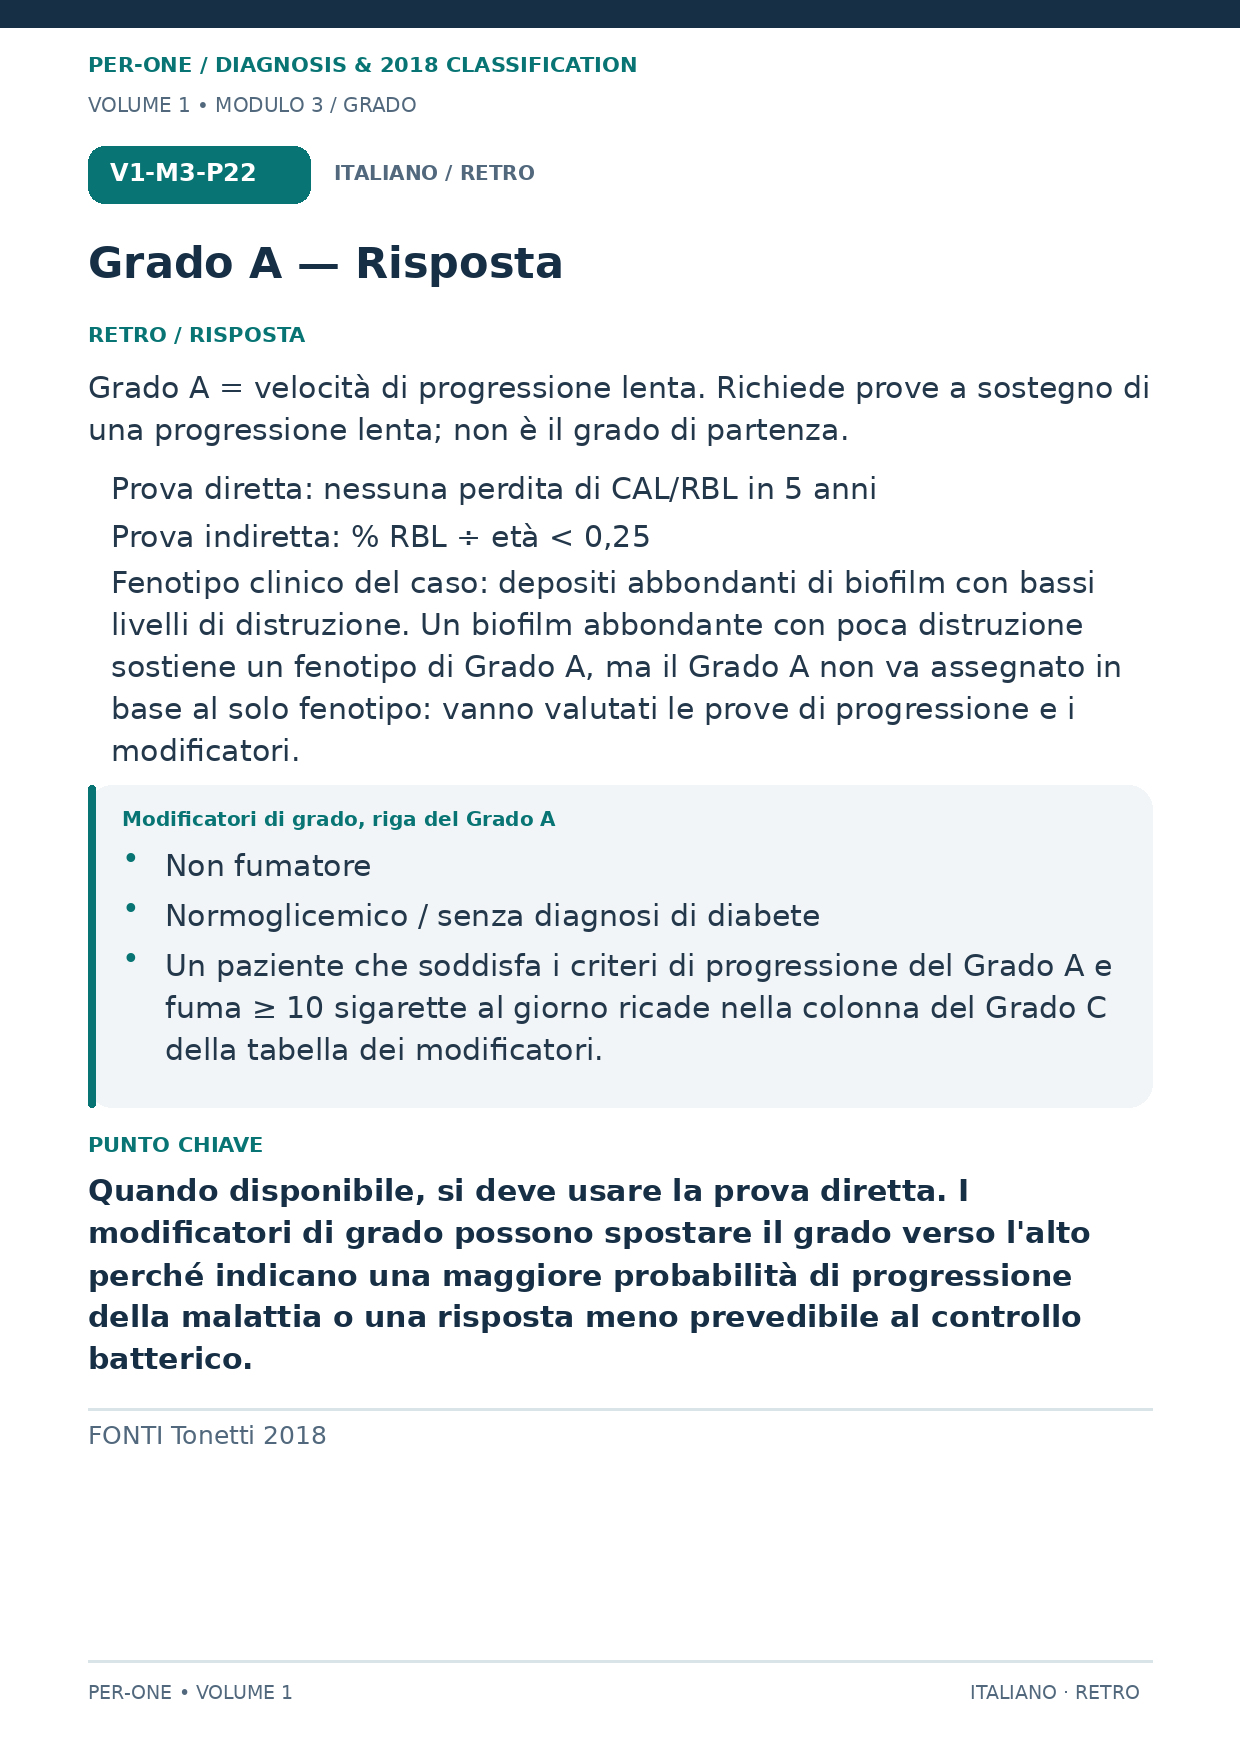 PER-ONE / DIAGNOSIS & 2018 CLASSIFICATION
VOLUME 1 • MODULO 3 / GRADO
V1-M3-P22
ITALIANO / RETRO
Grado A — Risposta
RETRO / RISPOSTA
Grado A = velocità di progressione lenta. Richiede prove a sostegno di
una progressione lenta; non è il grado di partenza.
Prova diretta: nessuna perdita di CAL/RBL in 5 anni
Prova indiretta: % RBL ÷ età < 0,25
Fenotipo clinico del caso: depositi abbondanti di biofilm con bassi
livelli di distruzione. Un biofilm abbondante con poca distruzione
sostiene un fenotipo di Grado A, ma il Grado A non va assegnato in
base al solo fenotipo: vanno valutati le prove di progressione e i
modificatori.
Modificatori di grado, riga del Grado A
• Non fumatore
• Normoglicemico / senza diagnosi di diabete
• Un paziente che soddisfa i criteri di progressione del Grado A e
fuma ≥ 10 sigarette al giorno ricade nella colonna del Grado C
della tabella dei modificatori.
PUNTO CHIAVE
Quando disponibile, si deve usare la prova diretta. I
modificatori di grado possono spostare il grado verso l'alto
perché indicano una maggiore probabilità di progressione
della malattia o una risposta meno prevedibile al controllo
batterico.
FONTI Tonetti 2018
PER-ONE • VOLUME 1
ITALIANO · RETRO